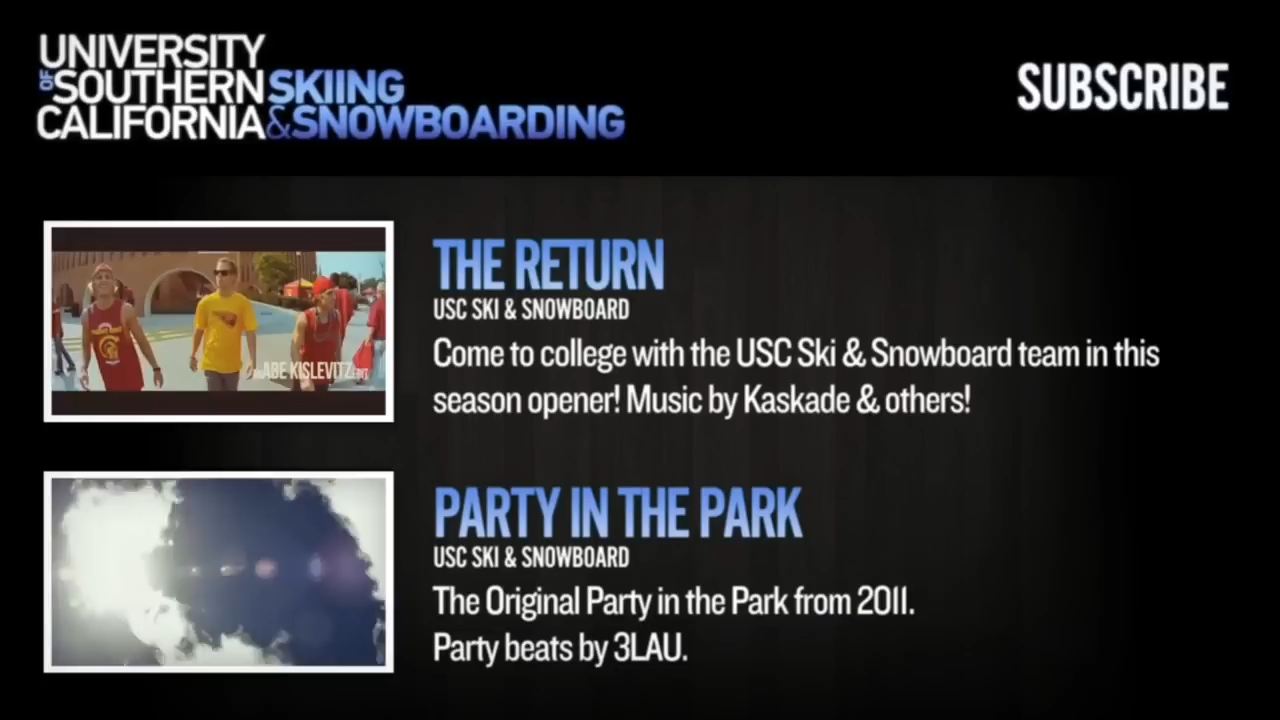 UNIVERSITY
OF SOUTHERN SKIING
CALIFORNIA & SNOWBOARDING
SUBSCRIBE
ABE KISLEVITZ
THE RETURN
USC SKI & SNOWBOARD
Come to college with the USC Ski & Snowboard team in this
season opener! Music by Kaskade & others!
PARTY IN THE PARK
USC SKI & SNOWBOARD
The Original Party in the Park from 2011.
Party beats by 3LAU.